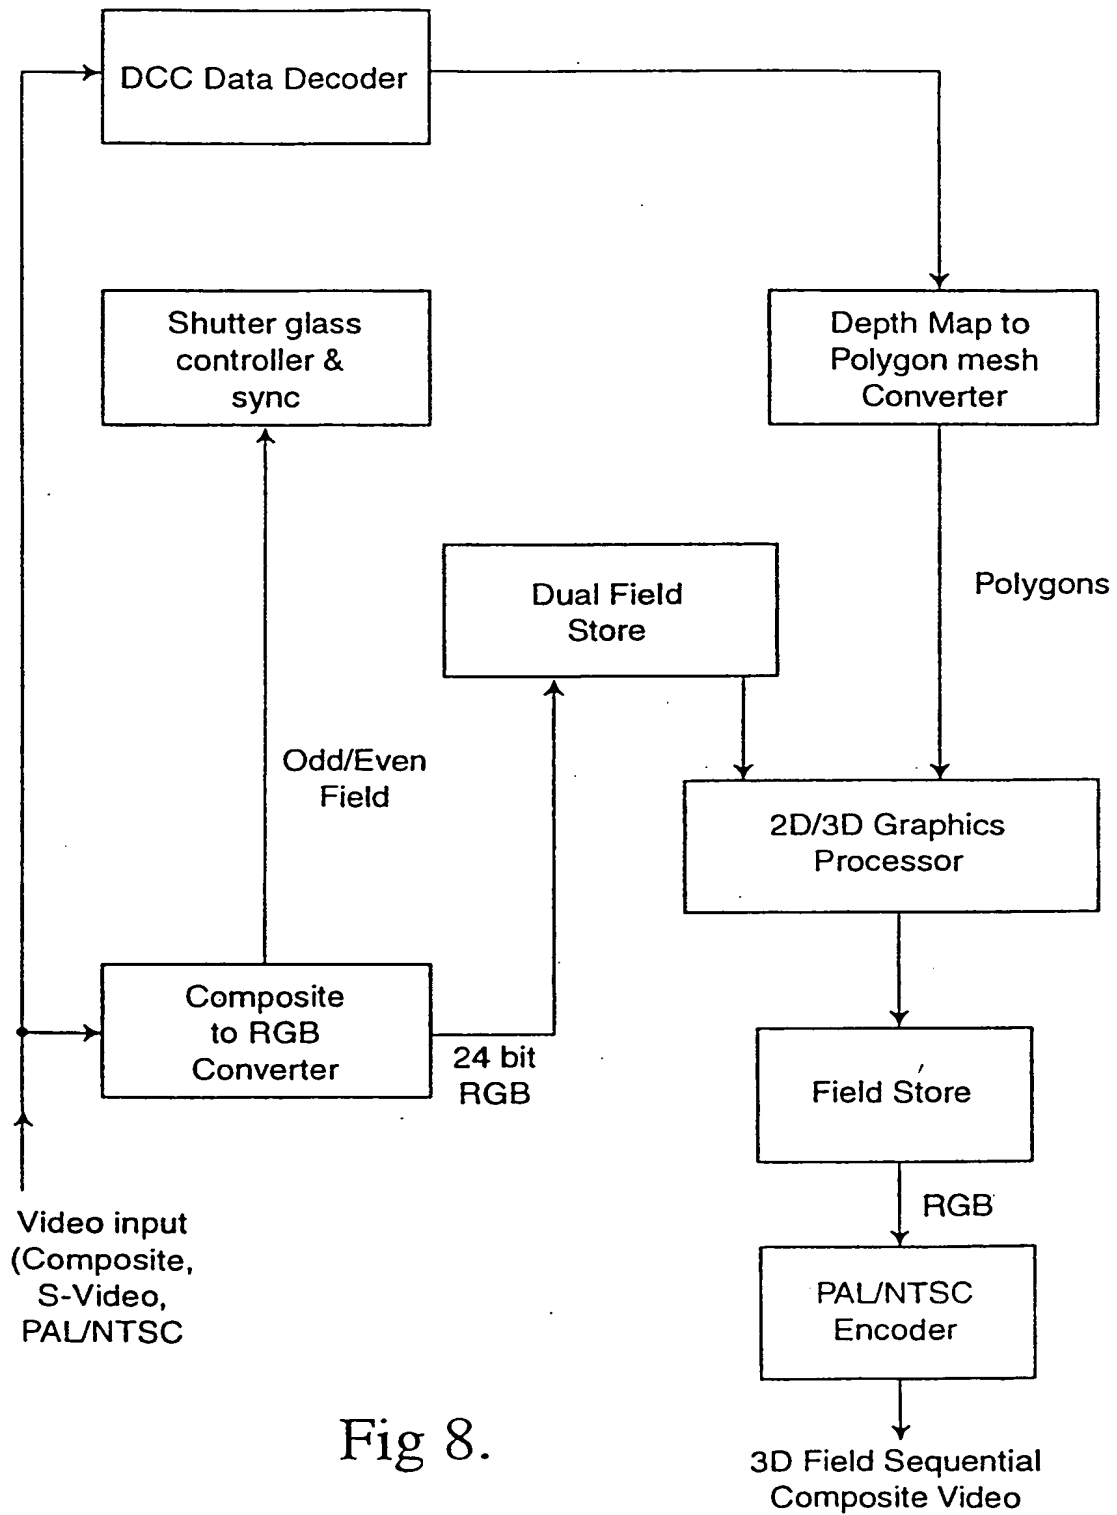 DCC Data Decoder
Shutter glass
controller &
sync
Depth Map to
Polygon mesh
Converter
Dual Field
Store
Polygons
Odd/Even
Field
2D/3D Graphics
Processor
Composite
to RGB
Converter
24 bit
RGB
Field Store
RGB
Video input
(Composite,
S-Video,
PAL/NTSC
PAL/NTSC
Encoder
Fig 8.
3D Field Sequential
Composite Video